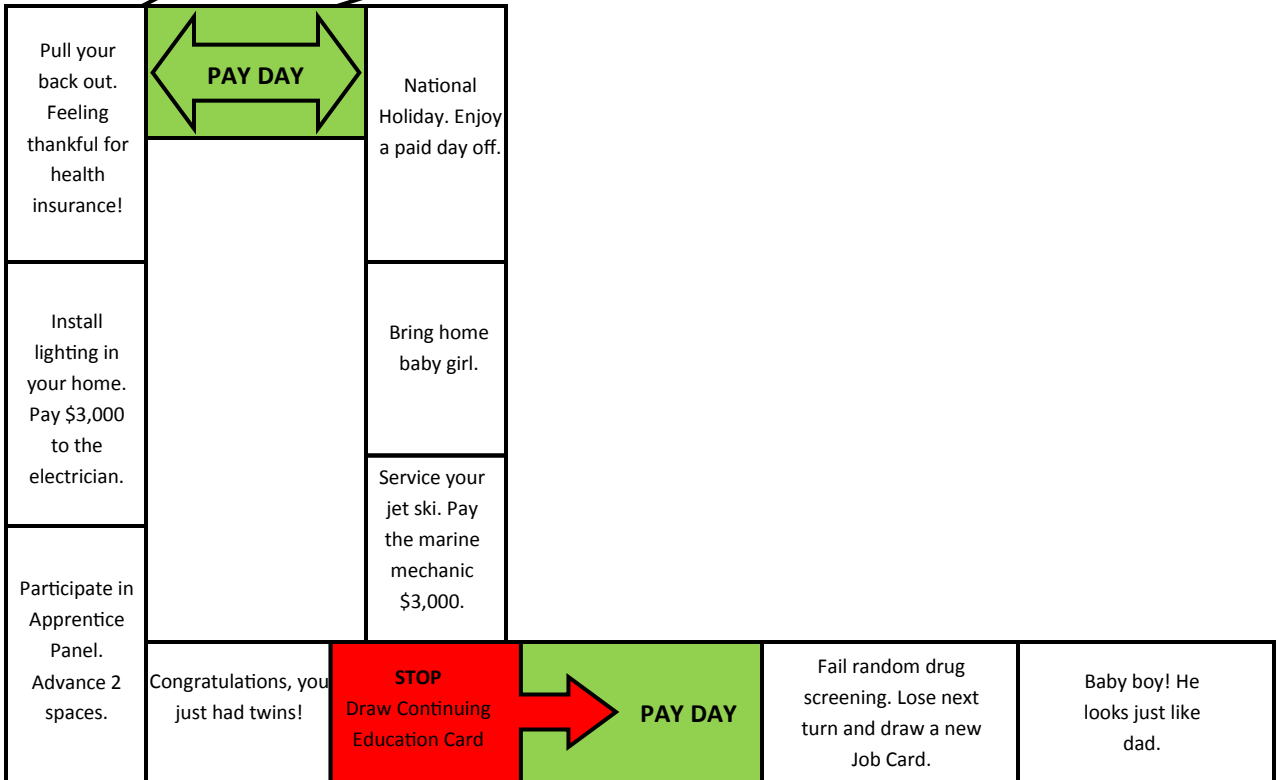 Pull your
back out.
Feeling
thankful for
health
insurance!
PAY DAY
National
Holiday. Enjoy
a paid day off.
Install
lighting in
your home.
Pay $3,000
to the
electrician.
Bring home
baby girl.
Service your
jet ski. Pay
the marine
mechanic
$3,000.
Participate in
Apprentice
Panel.
Advance 2
spaces.
Congratulations, you
just had twins!
STOP
Draw Continuing
Education Card
PAY DAY
Fail random drug
screening. Lose next
turn and draw a new
Job Card.
Baby boy! He
looks just like
dad.